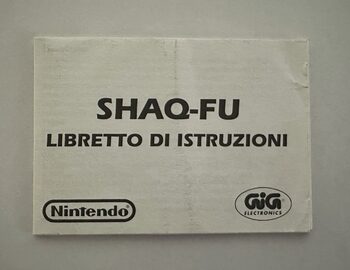 SHAQ-FU
LIBRETTO DI ISTRUZIONI
Nintendo
GiG
ELECTRONICS